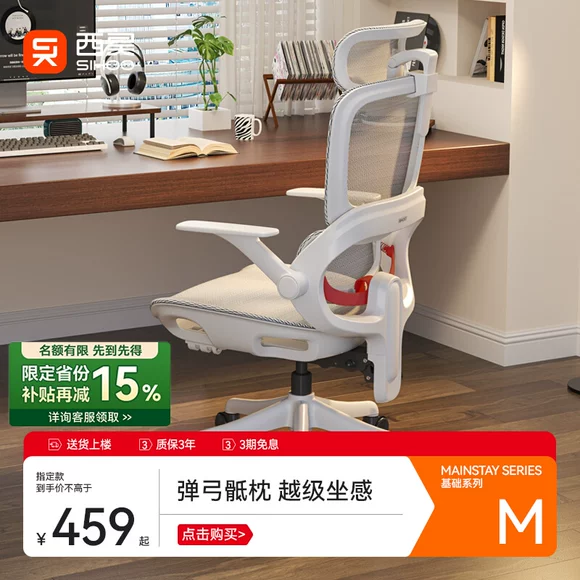 西昊
SIHOO
名额有限 先到先得
限定省份
补贴再减
15%
详询客服领取 >>
送货上楼
3 质保3年
3 3期免息
指定款
到手价不高于
¥459起
弹弓骶枕 越级坐感
点击购买>
MAINSTAY SERIES
基础系列
M